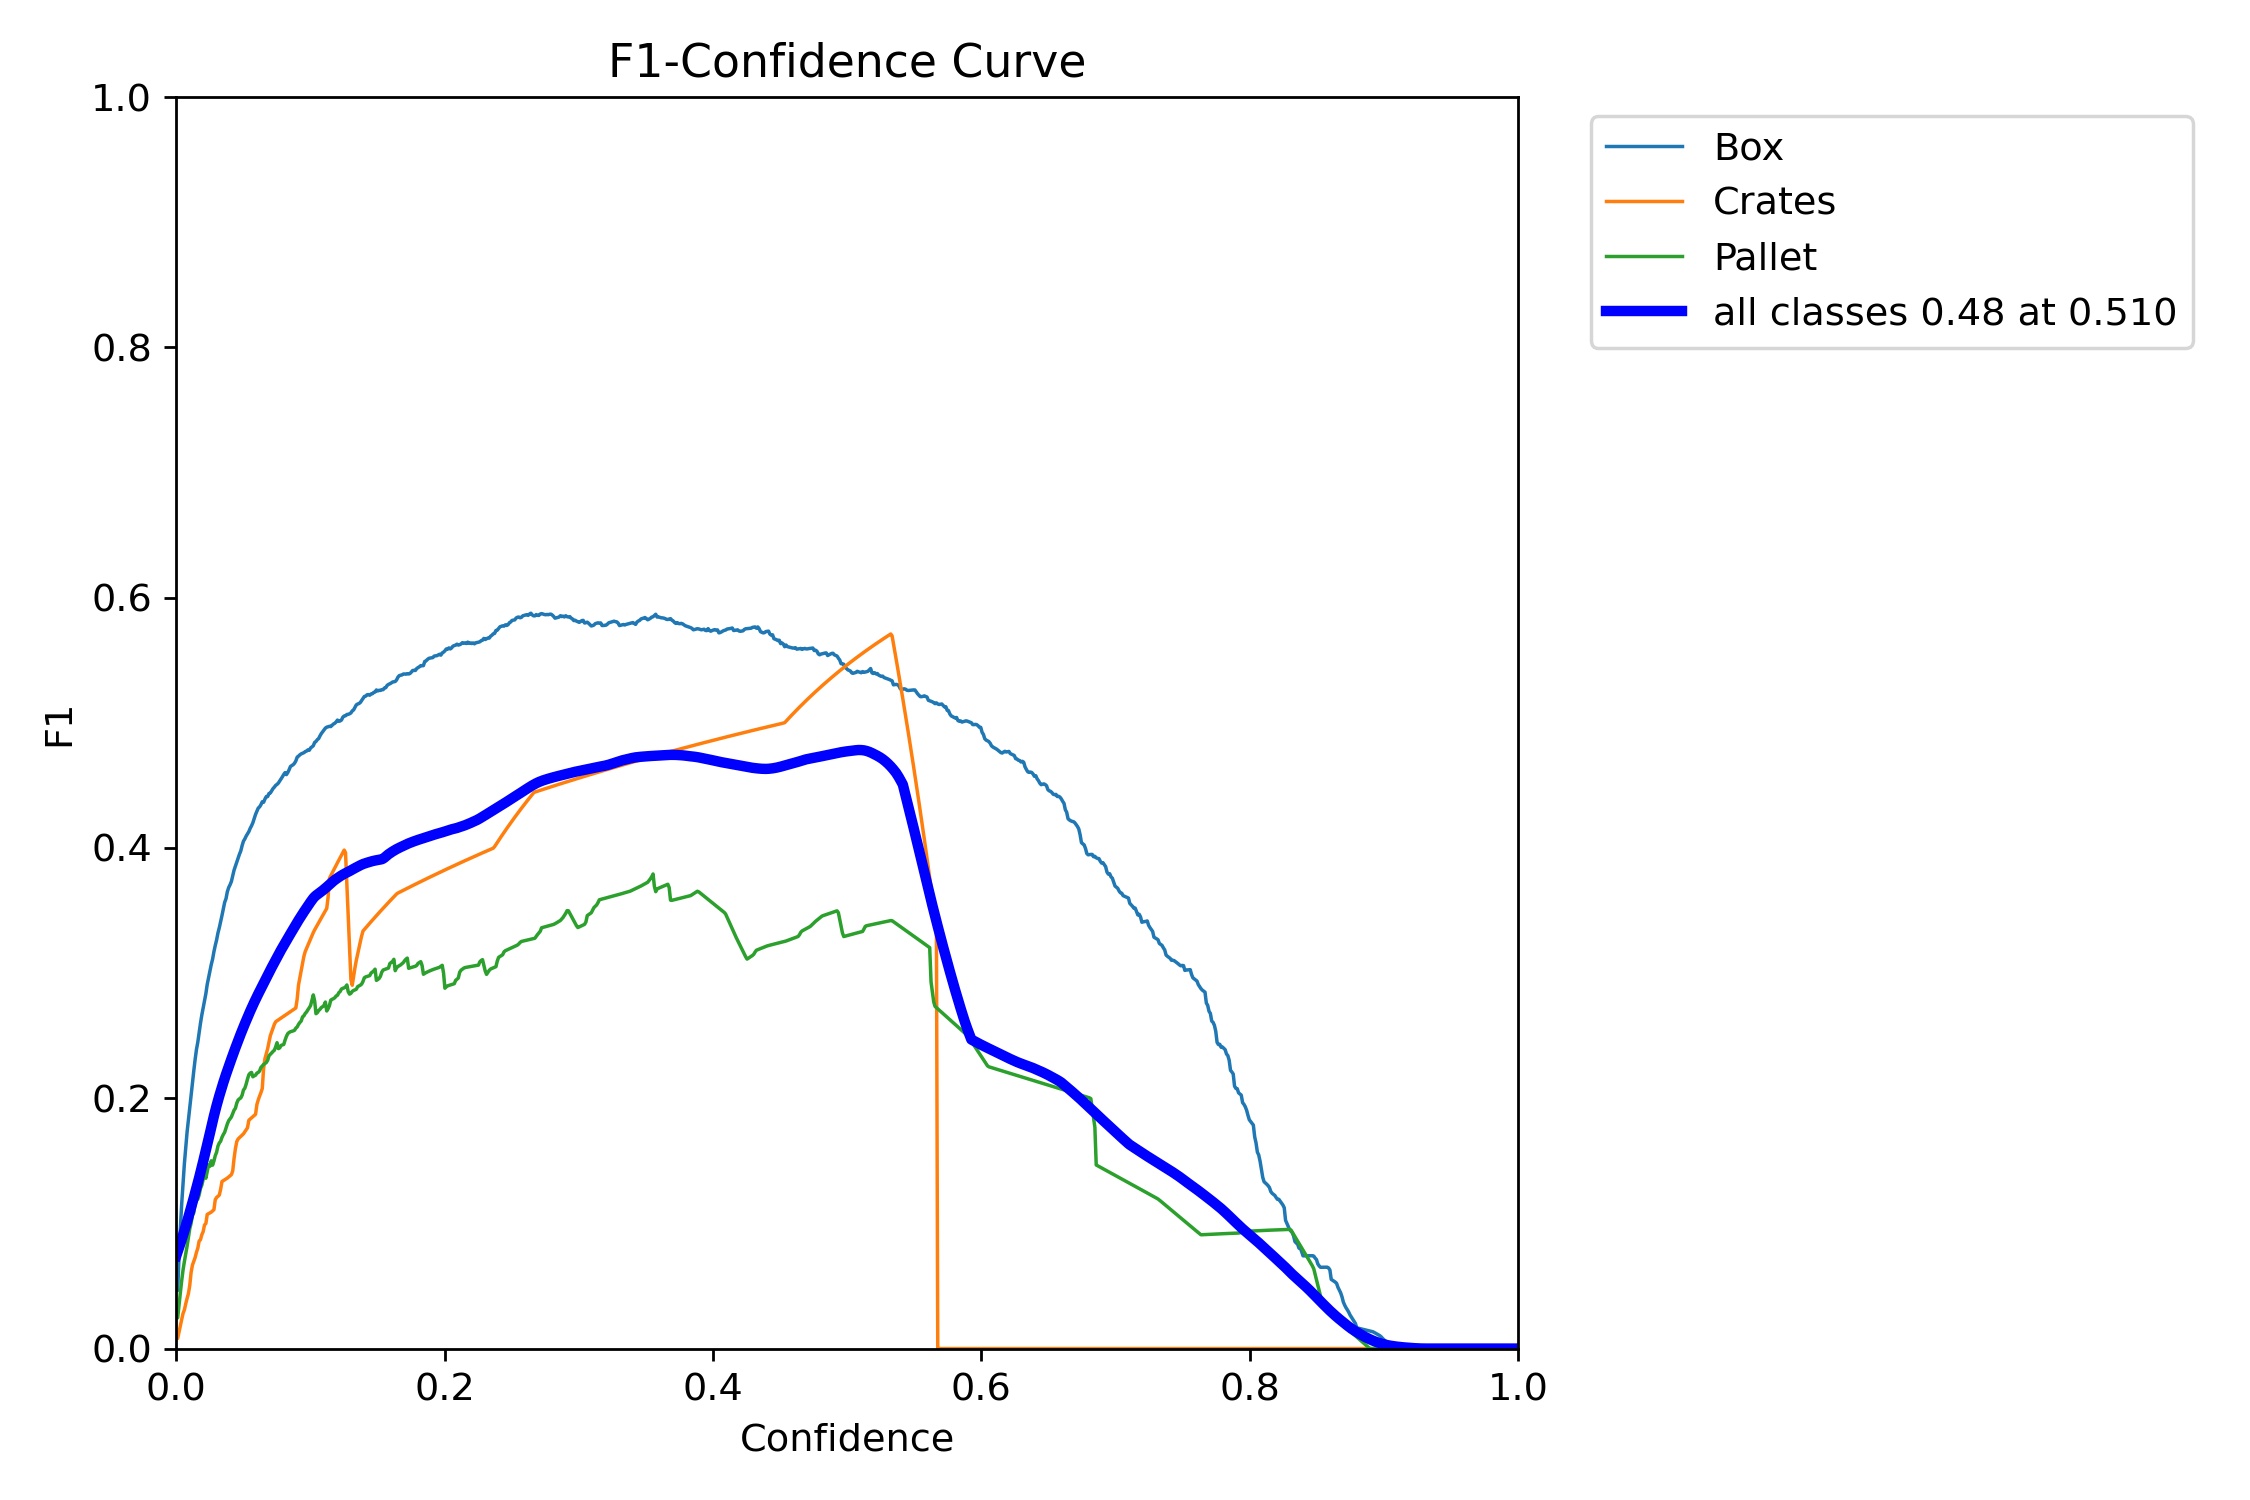 F1-Confidence Curve
1.0
0.8
0.6
0.4
0.2
0.0
F1
0.0 0.2 0.4 0.6 0.8 1.0
Confidence
Box
Crates
Pallet
all classes 0.48 at 0.510